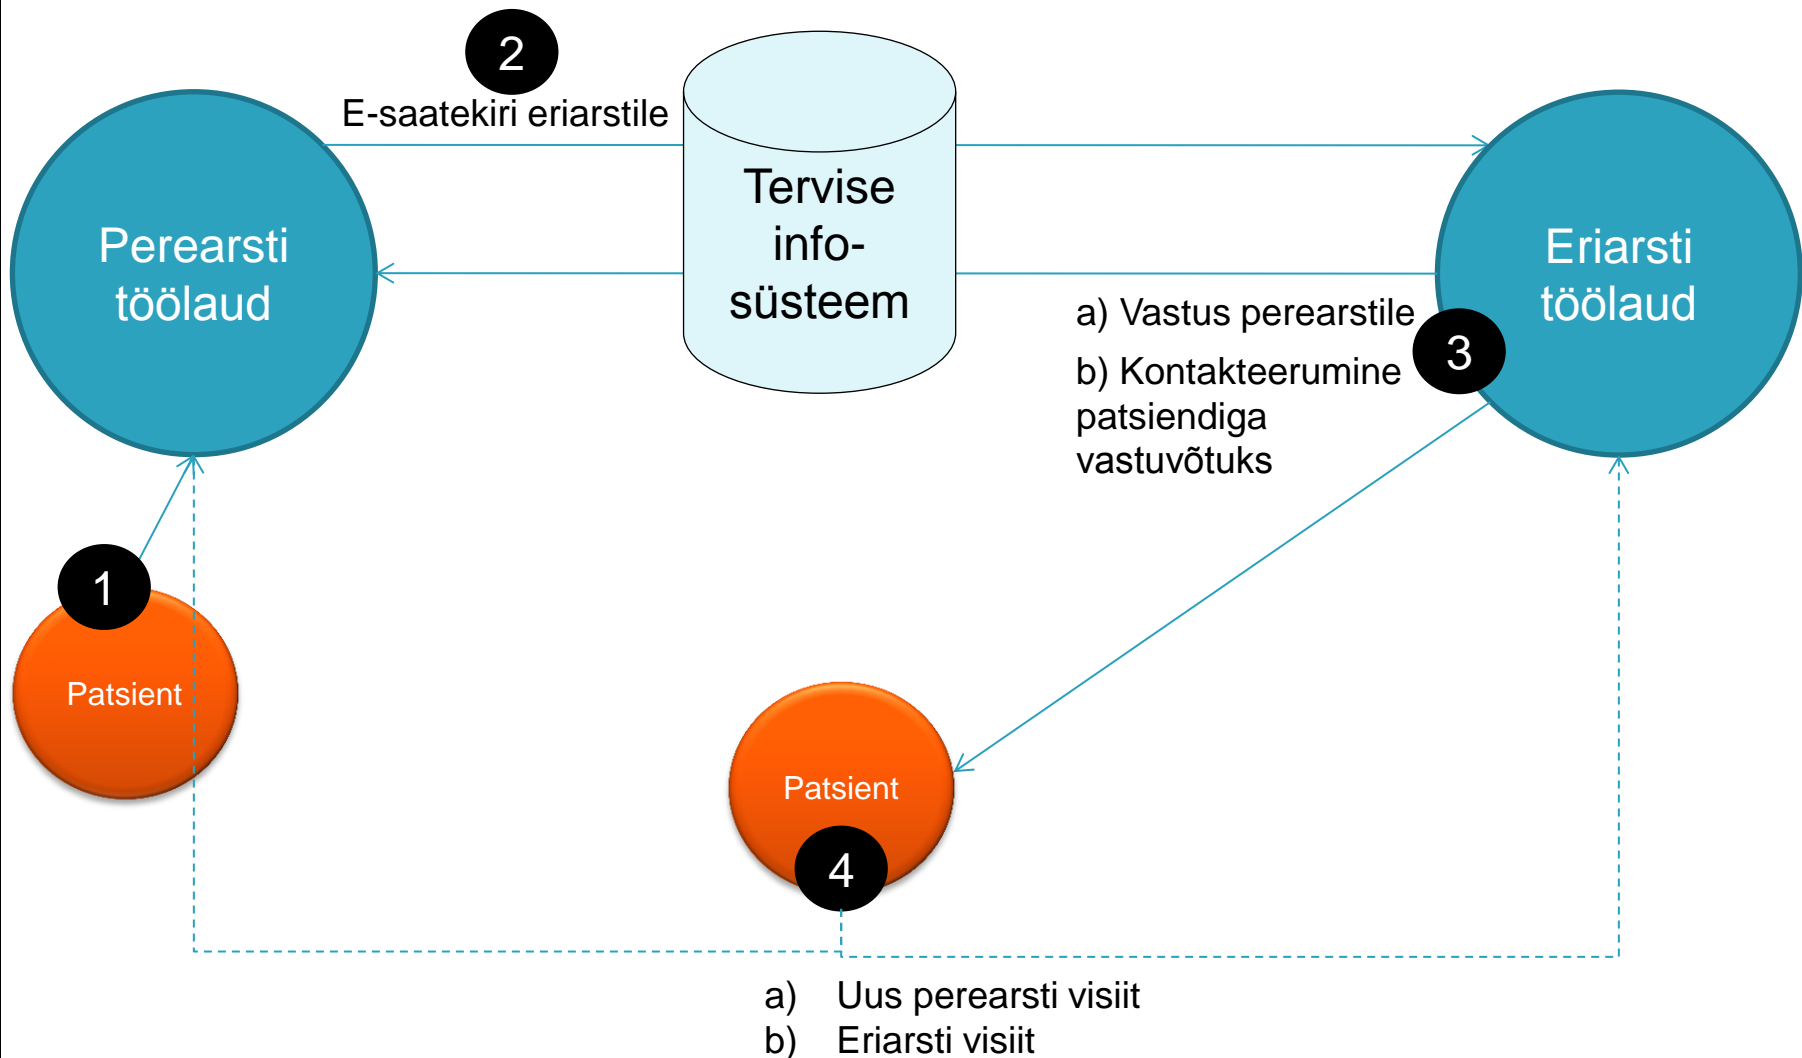 2
E-saatekiri eriarstile
Perearsti
töölaud
Tervise
info-
süsteem
Eriarsti
töölaud
a) Vastus perearstile
3
b) Kontakteerumine
patsiendiga
vastuvõtuks
1
Patsient
Patsient
4
a) Uus perearsti visiit
b) Eriarsti visiit